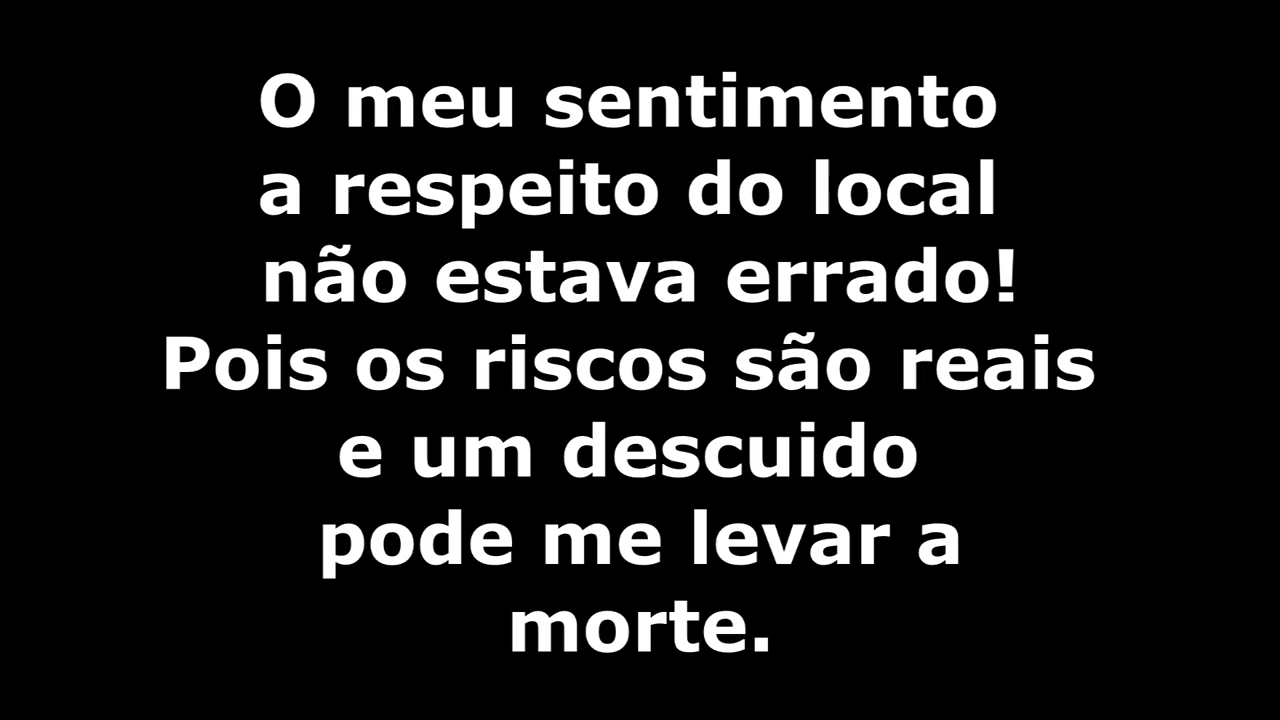 O meu sentimento
a respeito do local
não estava errado!
Pois os riscos são reais
e um descuido
pode me levar a
morte.